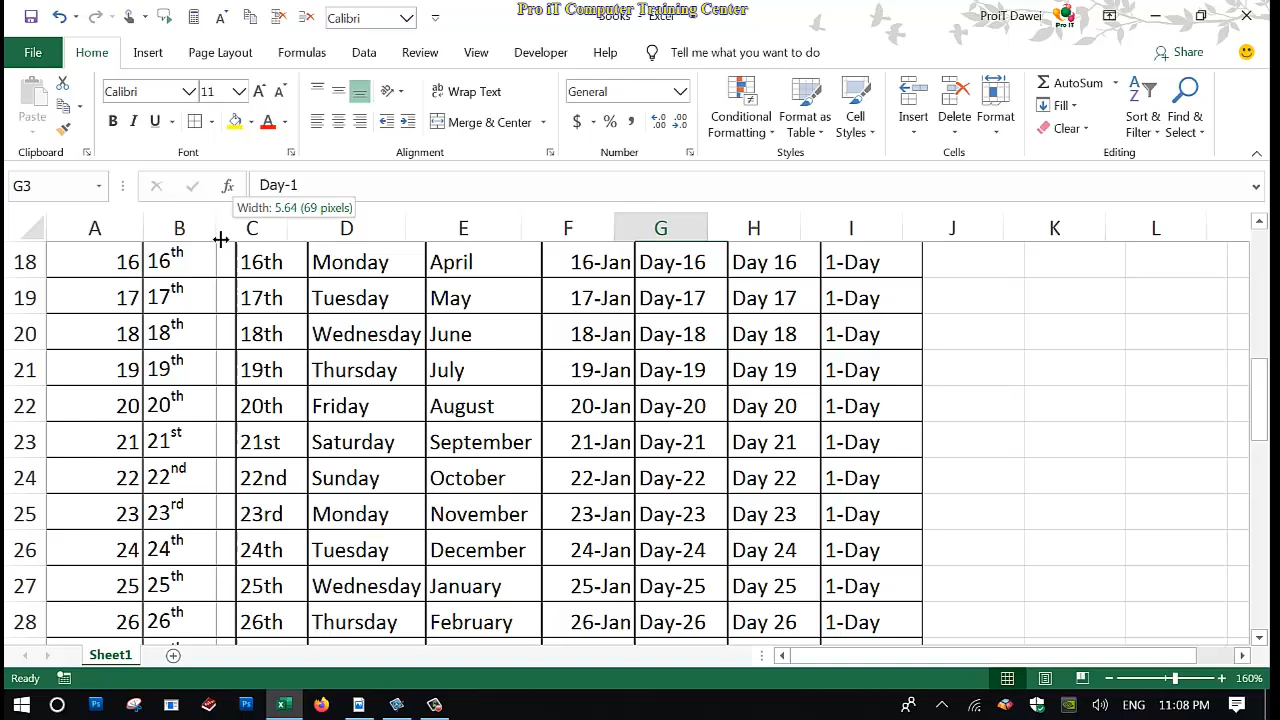 Pro iT Computer Training Center
Calibri
Book5 - Excel
ProiT Dawei
Pro iT
File Home Insert Page Layout Formulas Data Review View Developer Help Tell me what you want to do Share
Calibri 11 Wrap Text General AutoSum
Paste Conditional Format as Cell Insert Delete Format Fill Sort & Find &
B I U A Merge & Center $ % , Formatting Table Styles Clear Filter Select
Clipboard Font Alignment Number Styles Cells Editing
G3 fx Day-1
Width: 5.64 (69 pixels)
A B C D E F G H I J K L
18 16 16th 16th Monday April 16-Jan Day-16 Day 16 1-Day
19 17 17th 17th Tuesday May 17-Jan Day-17 Day 17 1-Day
20 18 18th 18th Wednesday June 18-Jan Day-18 Day 18 1-Day
21 19 19th 19th Thursday July 19-Jan Day-19 Day 19 1-Day
22 20 20th 20th Friday August 20-Jan Day-20 Day 20 1-Day
23 21 21st 21st Saturday September 21-Jan Day-21 Day 21 1-Day
24 22 22nd 22nd Sunday October 22-Jan Day-22 Day 22 1-Day
25 23 23rd 23rd Monday November 23-Jan Day-23 Day 23 1-Day
26 24 24th 24th Tuesday December 24-Jan Day-24 Day 24 1-Day
27 25 25th 25th Wednesday January 25-Jan Day-25 Day 25 1-Day
28 26 26th 26th Thursday February 26-Jan Day-26 Day 26 1-Day
Sheet1
Ready 160%
ENG 11:08 PM